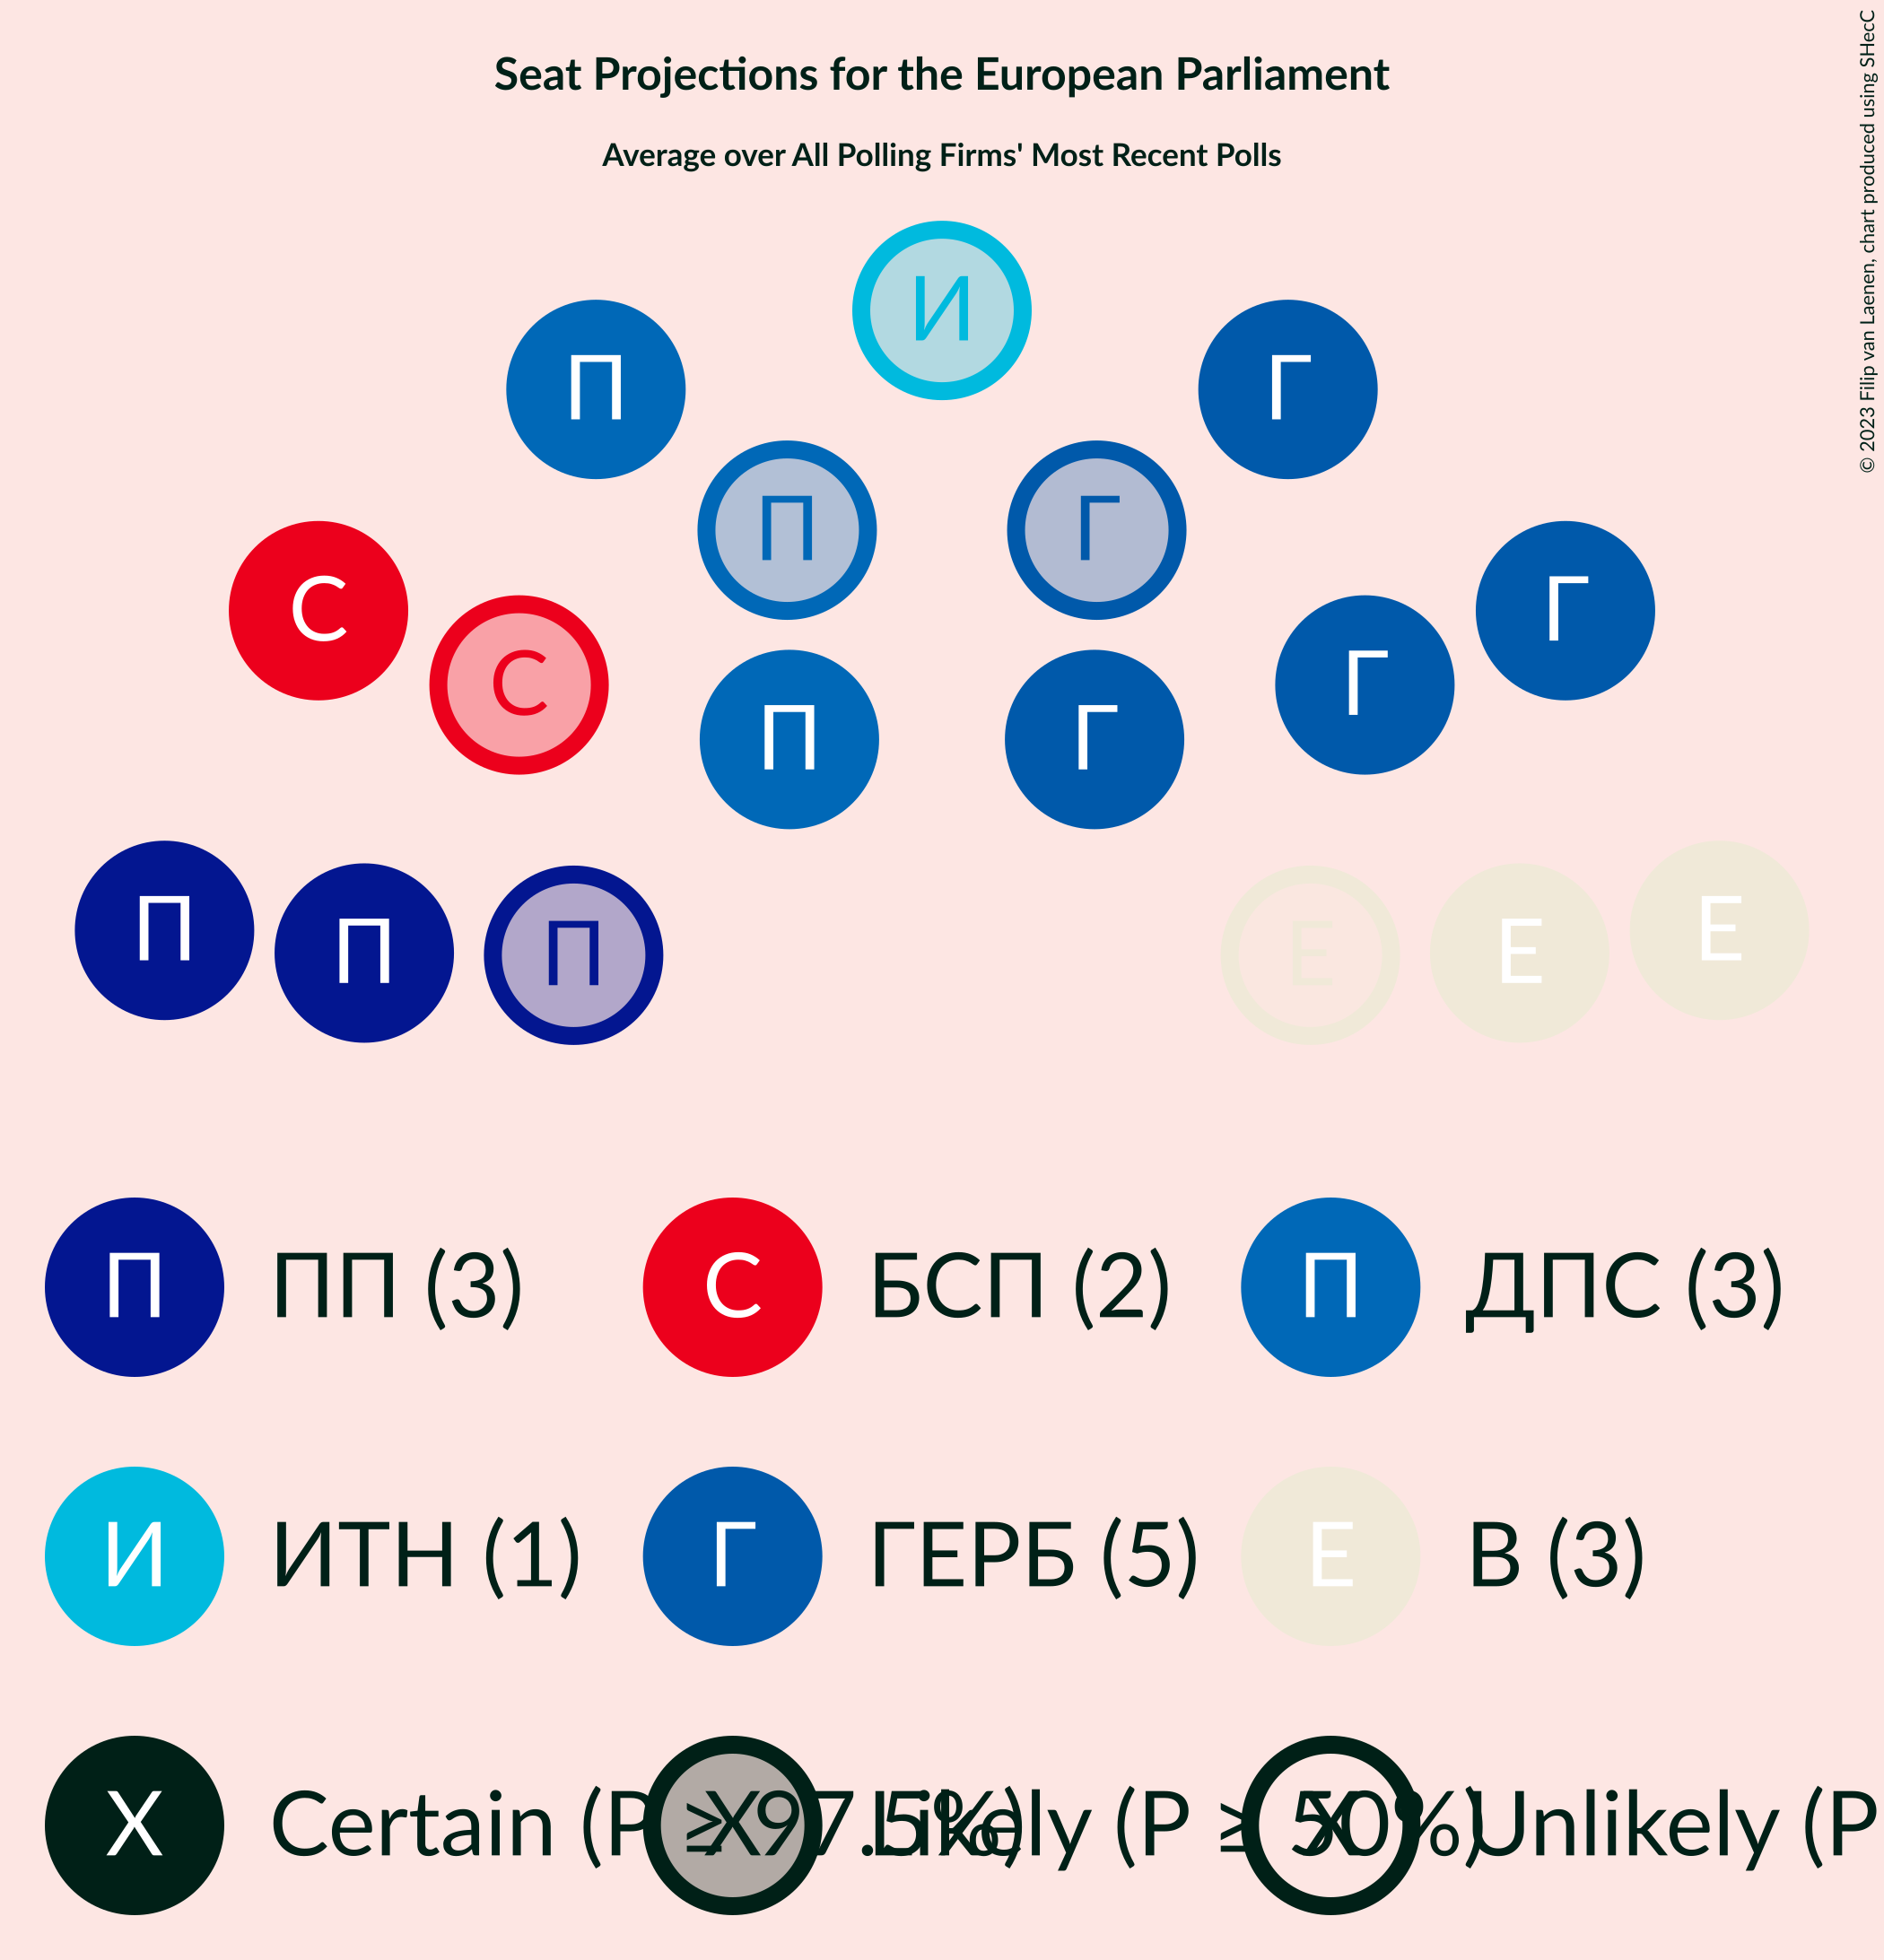 Seat Projections for the European Parliament
Average over All Polling Firms' Most Recent Polls
© 2023 Filip van Laenen, chart produced using SHecC
И
П
Г
П
Г
С
Г
С
Г
П
Г
П
Е
П
Е
П
Е
П ПП (3) С БСП (2) П ДПС (3)
И ИТН (1) Г ГЕРБ (5) Е В (3)
X Certain (P ≥ 97.5%) X Likely (P ≥ 50%) X Unlikely (P